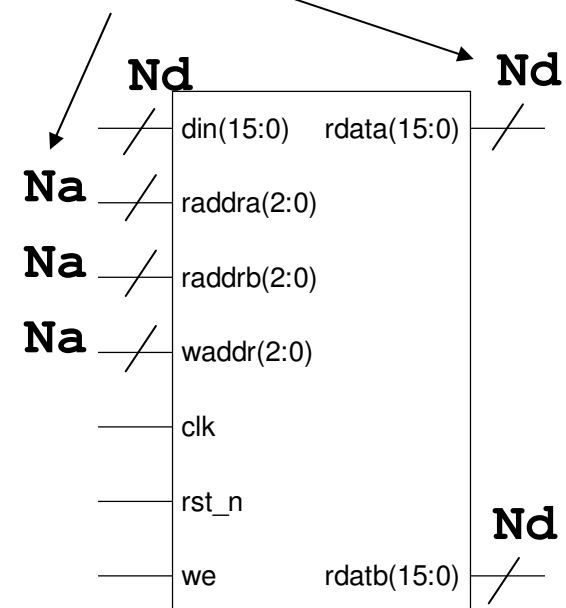 Nd
Nd
din(15:0) rdata(15:0)
Na
raddra(2:0)
Na
raddrb(2:0)
Na
waddr(2:0)
clk
rst_n
Nd
we rdatb(15:0)